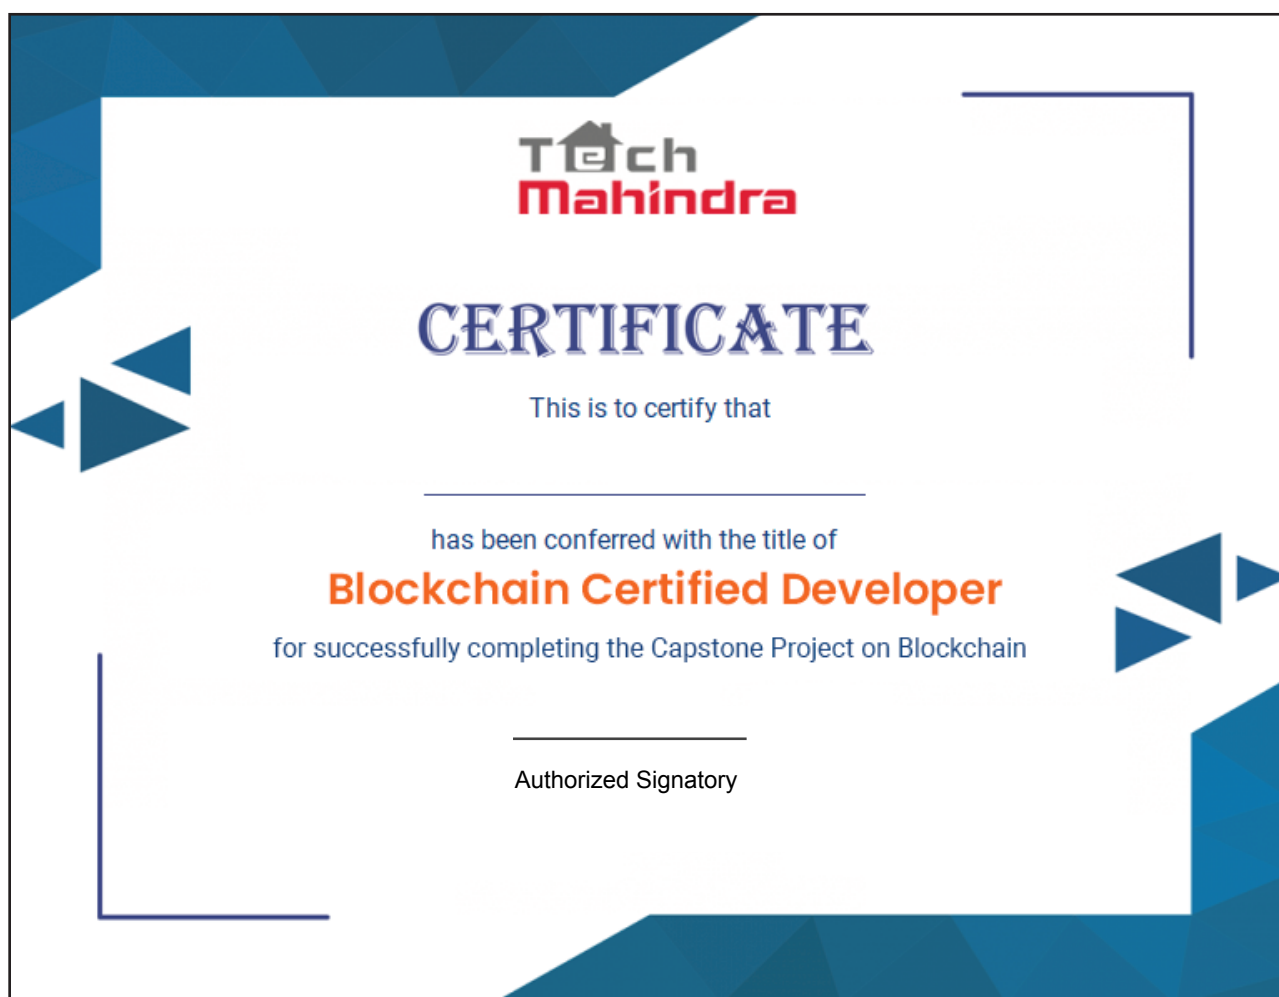 Tech
Mahindra
CERTIFICATE
This is to certify that
has been conferred with the title of
Blockchain Certified Developer
for successfully completing the Capstone Project on Blockchain
Authorized Signatory